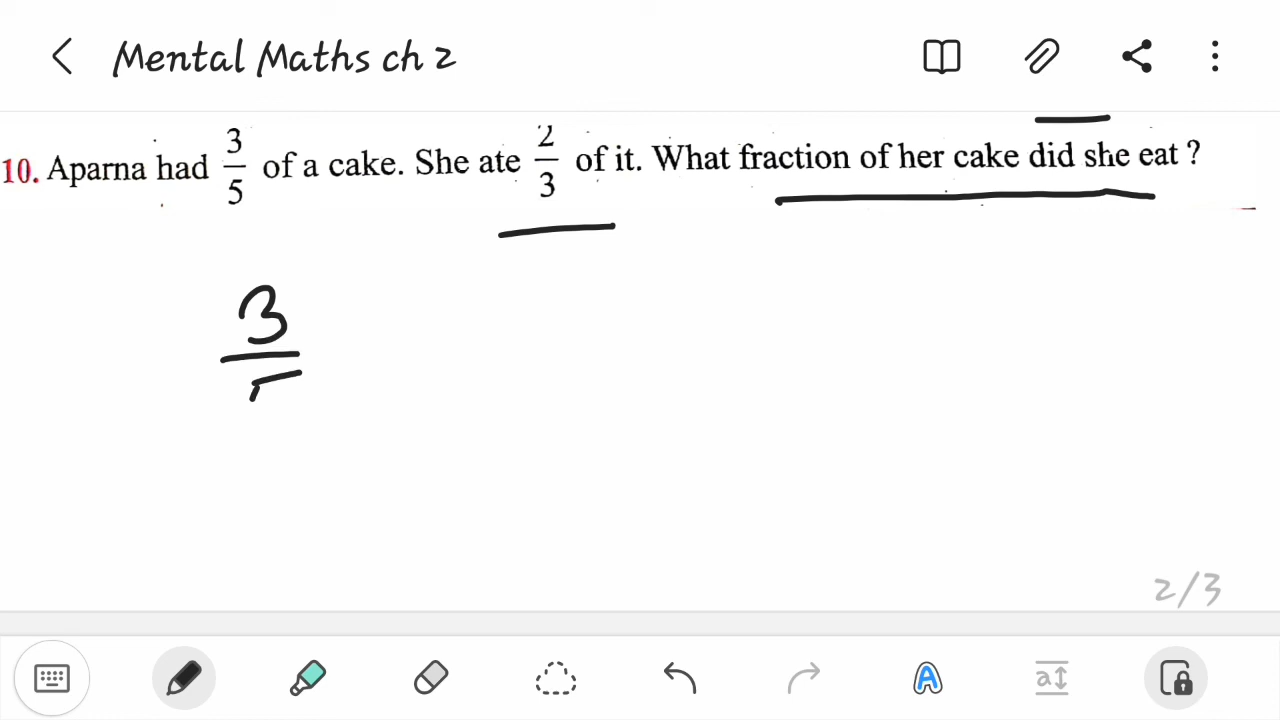 Mental Maths ch 2
10. Aparna had 3/5 of a cake. She ate 2/3 of it. What fraction of her cake did she eat ?
3
2/3
A
a